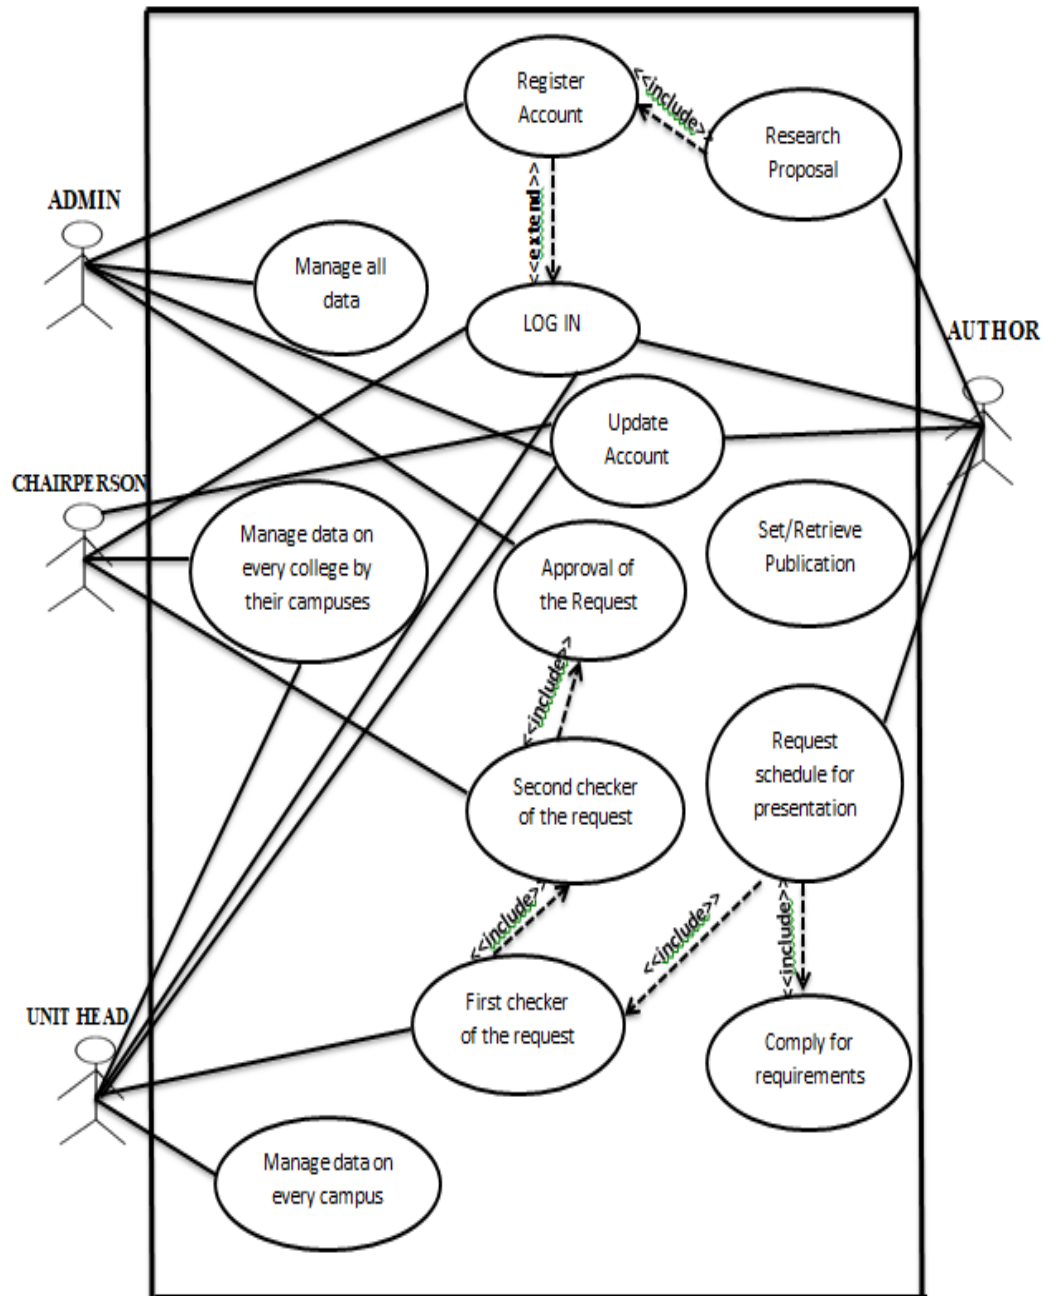 Register
Account
<<include>>
Research
Proposal
ADMIN
<<extend>>
Manage all
data
LOG IN
AUTHOR
Update
Account
CHAIRPERSON
Manage data on
every college by
their campuses
Set/Retrieve
Publication
Approval of
the Request
<<include>>
Request
schedule for
presentation
Second checker
of the request
<<include>>
<<include>>
<<include>>
UNIT HEAD
First checker
of the request
Comply for
requirements
Manage data on
every campus